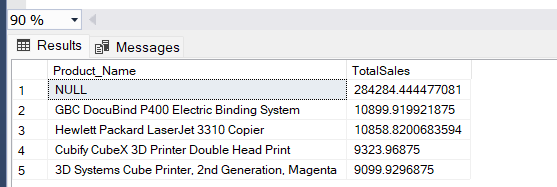 90 %
Results Messages
Product_Name TotalSales
1 NULL 284284.444477081
2 GBC DocuBind P400 Electric Binding System 10899.919921875
3 Hewlett Packard LaserJet 3310 Copier 10858.8200683594
4 Cubify CubeX 3D Printer Double Head Print 9323.96875
5 3D Systems Cube Printer, 2nd Generation, Magenta 9099.9296875